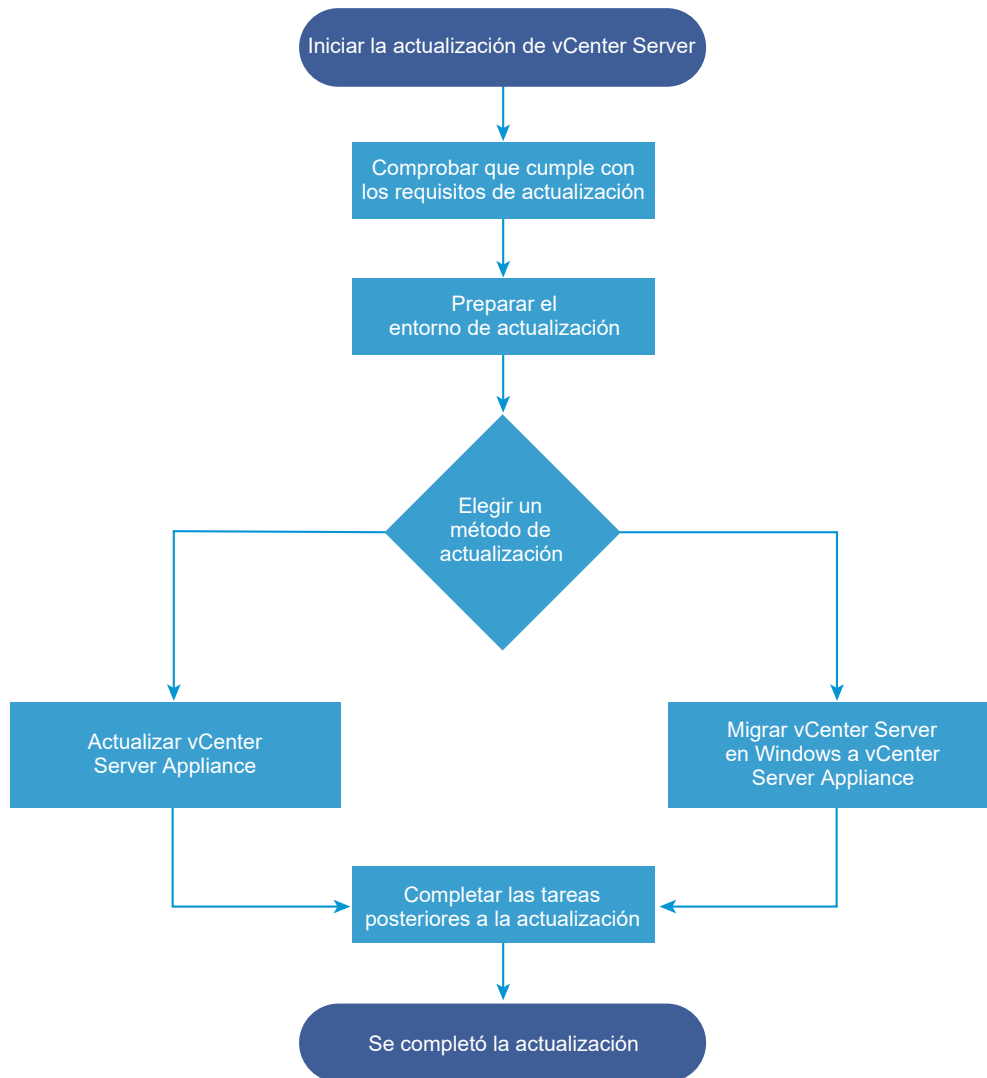 Iniciar la actualización de vCenter Server
Comprobar que cumple con
los requisitos de actualización
Preparar el
entorno de actualización
Elegir un
método de
actualización
Actualizar vCenter
Server Appliance
Migrar vCenter Server
en Windows a vCenter
Server Appliance
Completar las tareas
posteriores a la actualización
Se completó la actualización